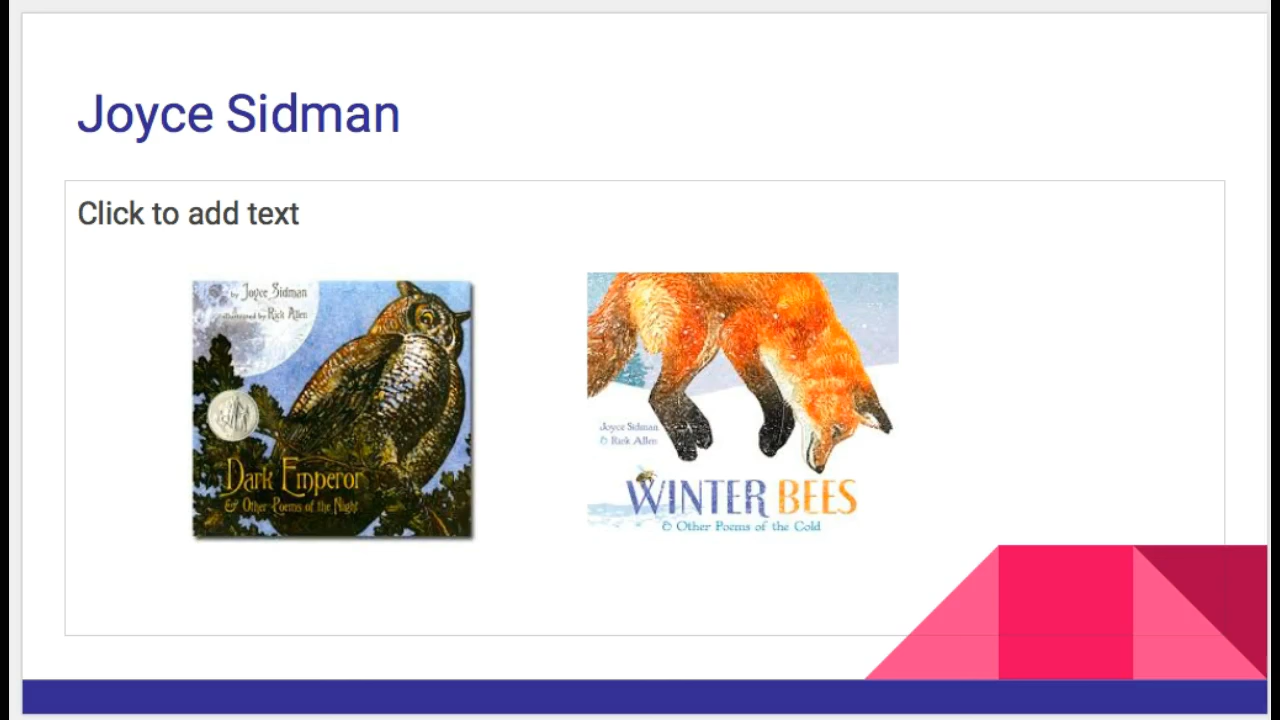 Joyce Sidman
Click to add text
by Joyce Sidman
illustrated by Rick Allen
Dark Emperor
& Other Poems of the Night
Joyce Sidman
& Rick Allen
WINTER BEES
& Other Poems of the Cold